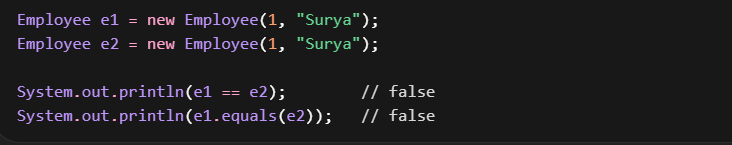 Employee e1 = new Employee(1, "Surya");
Employee e2 = new Employee(1, "Surya");
System.out.println(e1 == e2);        // false
System.out.println(e1.equals(e2));   // false